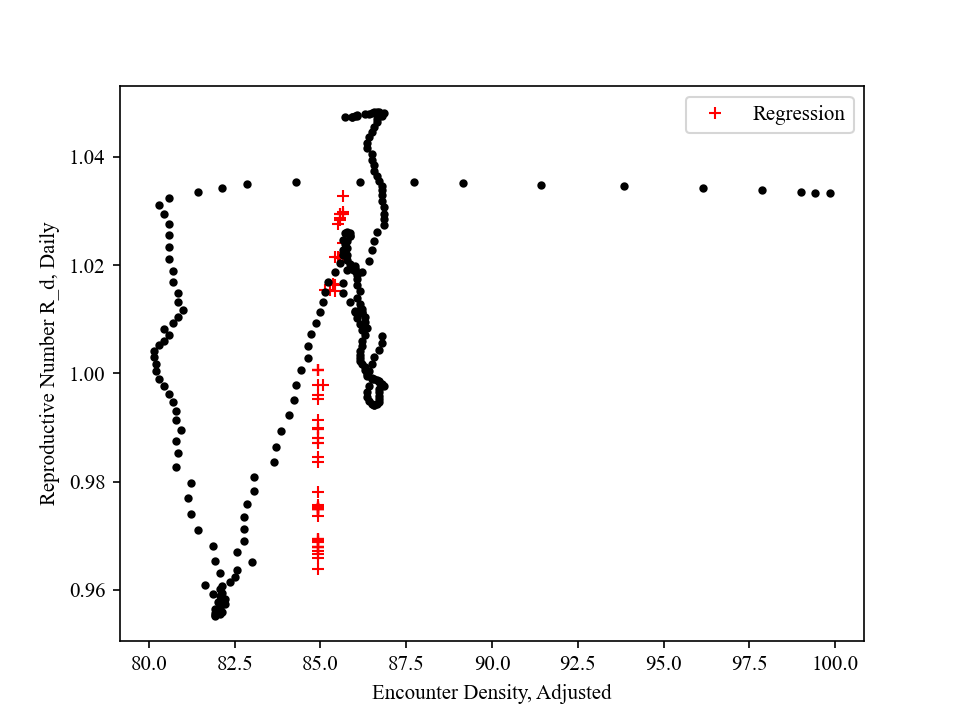 Regression
1.04
1.02
1.00
0.98
0.96
Reproductive Number R_d, Daily
80.0 82.5 85.0 87.5 90.0 92.5 95.0 97.5 100.0
Encounter Density, Adjusted